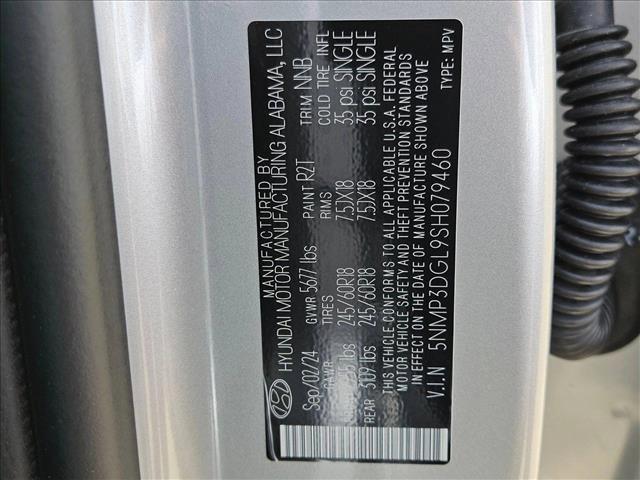 MANUFACTURED BY
HYUNDAI MOTOR MANUFACTURING ALABAMA, LLC
Sep/02/24 GVWR 5677 lbs PAINT R2T TRIM NNB
GAWR TIRES RIMS COLD TIRE INFL
lbs 245/60R18 7.5JX18 35 psi SINGLE
REAR 3109 lbs 245/60R18 7.5JX18 35 psi SINGLE
THIS VEHICLE CONFORMS TO ALL APPLICABLE U.S.A. FEDERAL
MOTOR VEHICLE SAFETY AND THEFT PREVENTION STANDARDS
IN EFFECT ON THE DATE OF MANUFACTURE SHOWN ABOVE
V.I.N 5NMP3DGL9SH079460 TYPE: MPV